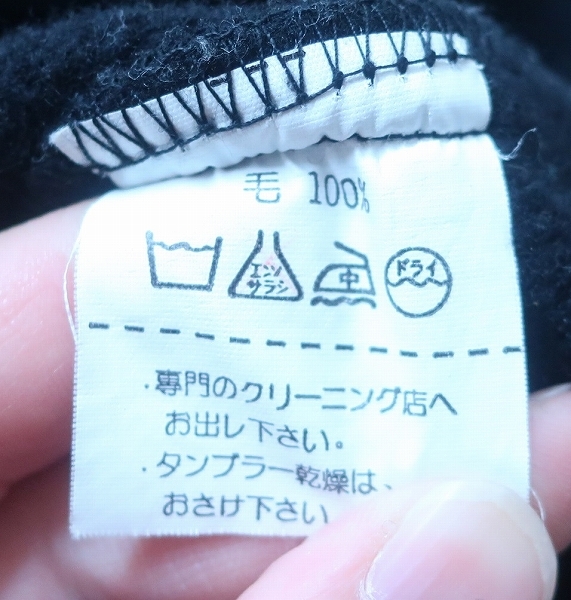 毛 100%
エンソ サラシ 中 ドライ
・専門のクリーニング店へ
お出し下さい。
・タンブラー乾燥は、
おさけ下さい